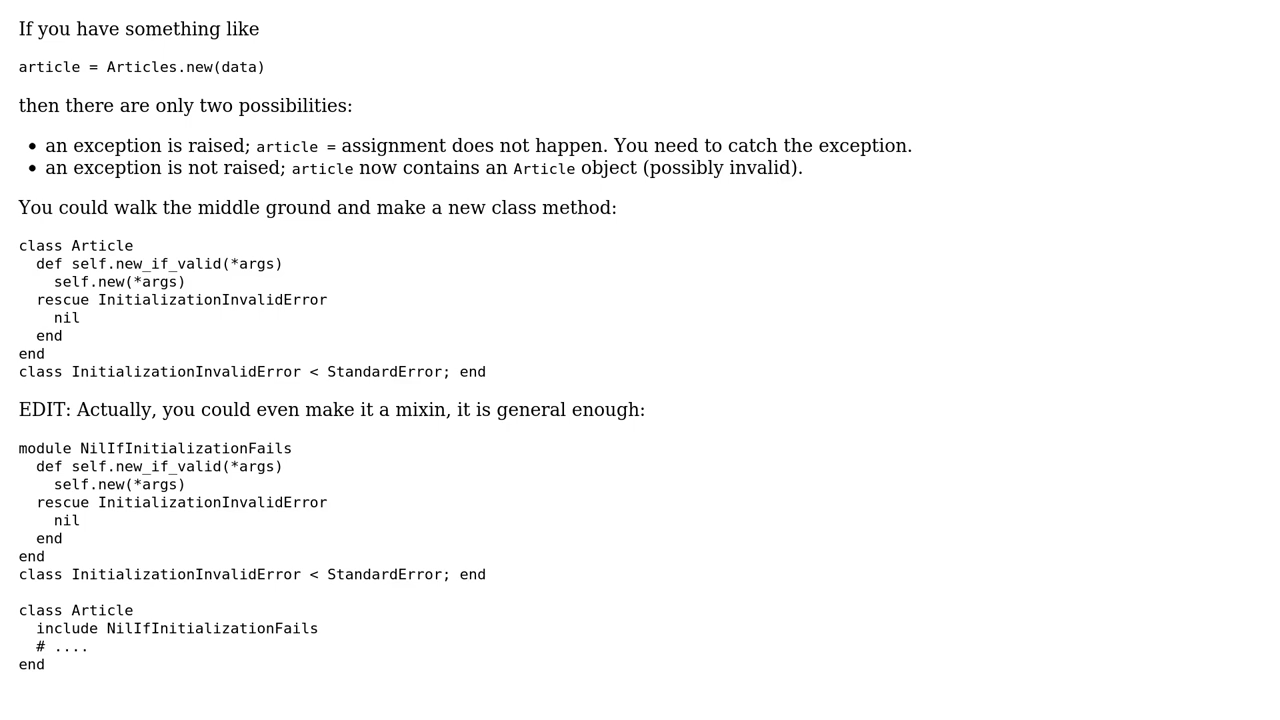 If you have something like
article = Articles.new(data)
then there are only two possibilities:
• an exception is raised; article = assignment does not happen. You need to catch the exception.
• an exception is not raised; article now contains an Article object (possibly invalid).
You could walk the middle ground and make a new class method:
class Article
  def self.new_if_valid(*args)
    self.new(*args)
  rescue InitializationInvalidError
    nil
  end
end
class InitializationInvalidError < StandardError; end
EDIT: Actually, you could even make it a mixin, it is general enough:
module NilIfInitializationFails
  def self.new_if_valid(*args)
    self.new(*args)
  rescue InitializationInvalidError
    nil
  end
end
class InitializationInvalidError < StandardError; end

class Article
  include NilIfInitializationFails
  # ....
end